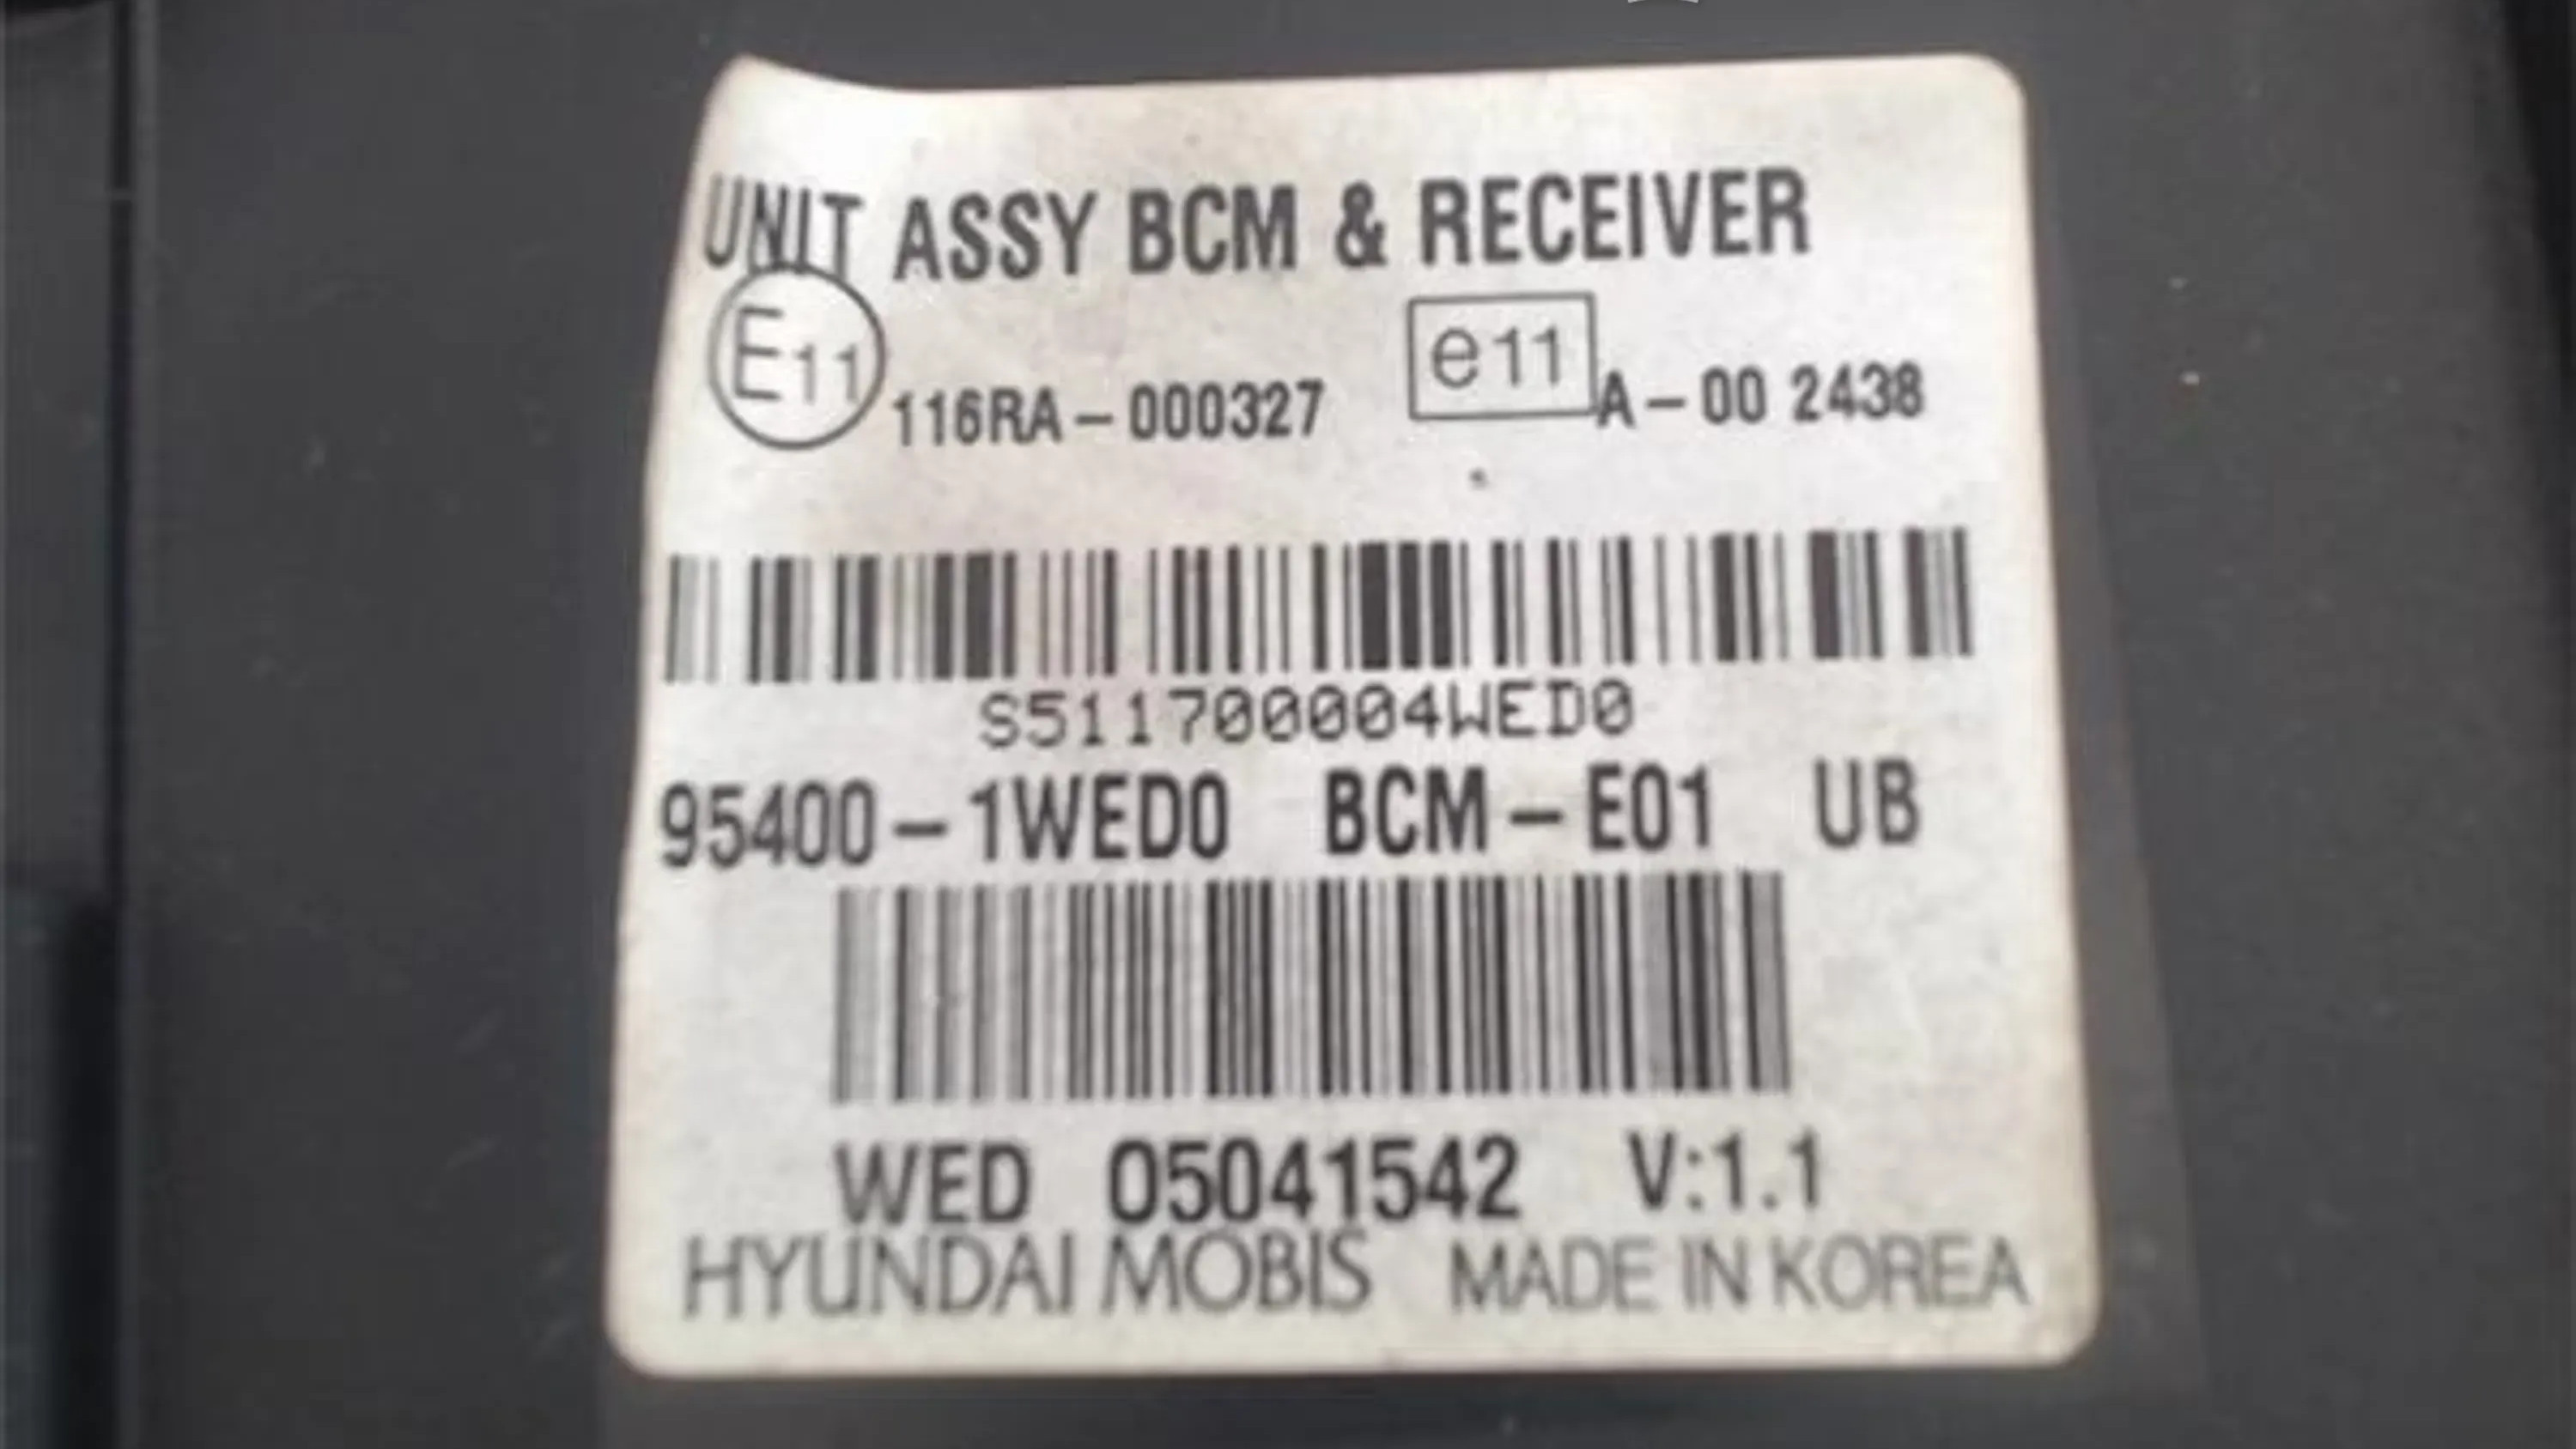 UNIT ASSY BCM & RECEIVER
E11 116RA-000327 e11 A-00 2438
S511700004WED0
95400-1WED0 BCM-E01 UB
WED 05041542 V:1.1
HYUNDAI MOBIS MADE IN KOREA